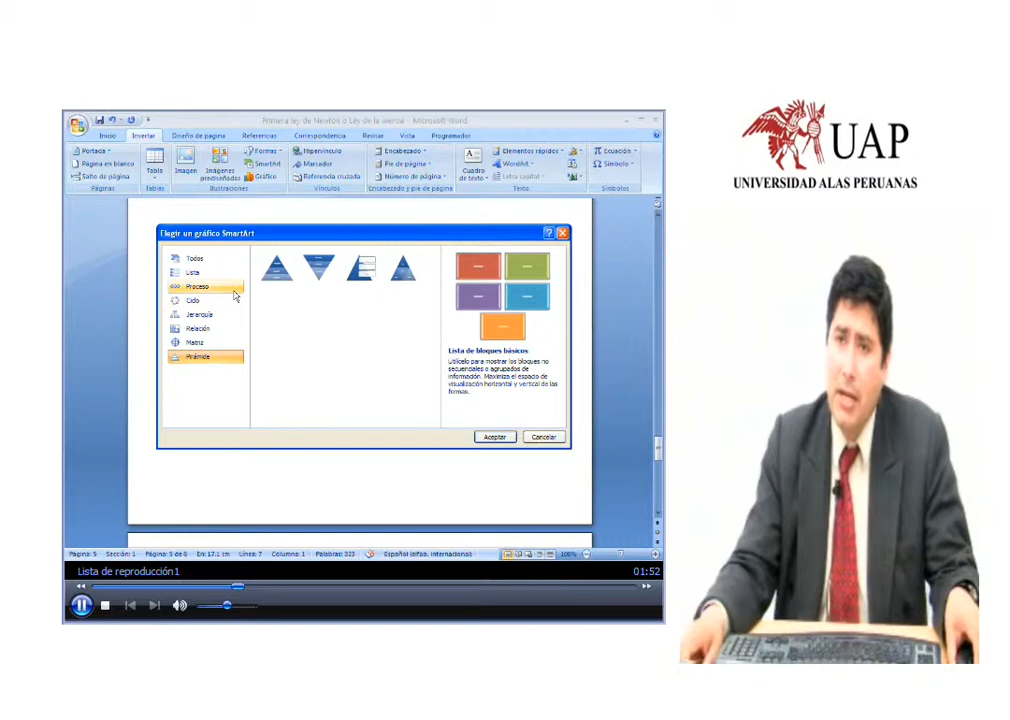 Primera ley de Newton o Ley de la inercia - Microsoft Word
Inicio Insertar Diseño de página Referencias Correspondencia Revisar Vista Programador
Portada
Página en blanco
Salto de página
Páginas
Tabla
Tablas
Imagen
Imágenes prediseñadas
Formas
SmartArt
Gráfico
Ilustraciones
Hipervínculo
Marcador
Referencia cruzada
Vínculos
Encabezado
Pie de página
Número de página
Encabezado y pie de página
Cuadro de texto
Elementos rápidos
WordArt
Letra capital
Texto
Ecuación
Símbolo
Símbolos
Elegir un gráfico SmartArt
Todos
Lista
Proceso
Ciclo
Jerarquía
Relación
Matriz
Pirámide
Lista de bloques básicos
Utilícelo para mostrar los bloques no
secuenciales o agrupados de
información. Maximiza el espacio de
visualización horizontal y vertical de las
formas.
Aceptar Cancelar
Página: 5 Sección: 1 Página: 5 de 6 En: 17.1 cm Línea: 7 Columna: 1 Palabras: 323 Español (alfab. internacional) 100%
Lista de reproducción1 01:52
UAP
UNIVERSIDAD ALAS PERUANAS